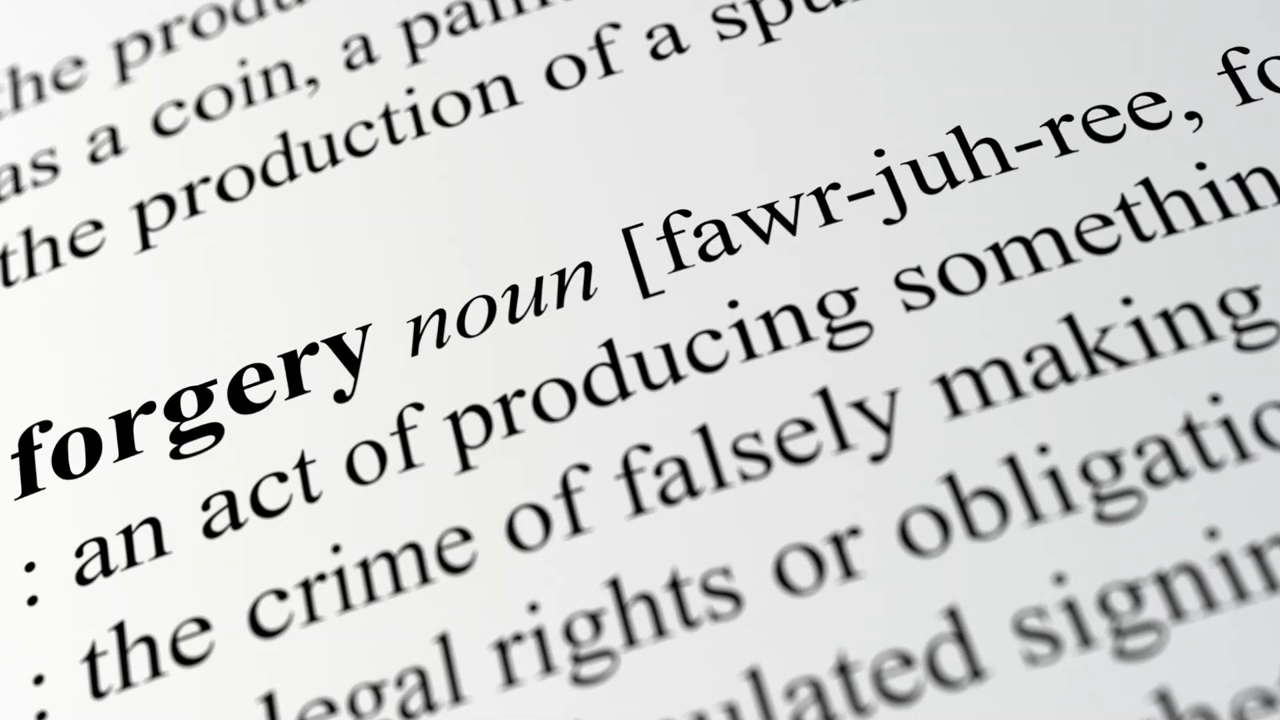 the produ
as a coin, a pain
the production of a spu
forgery noun [fawr-juh-ree, fo
: an act of producing somethin
: the crime of falsely making
legal rights or obligatio
ulated signin